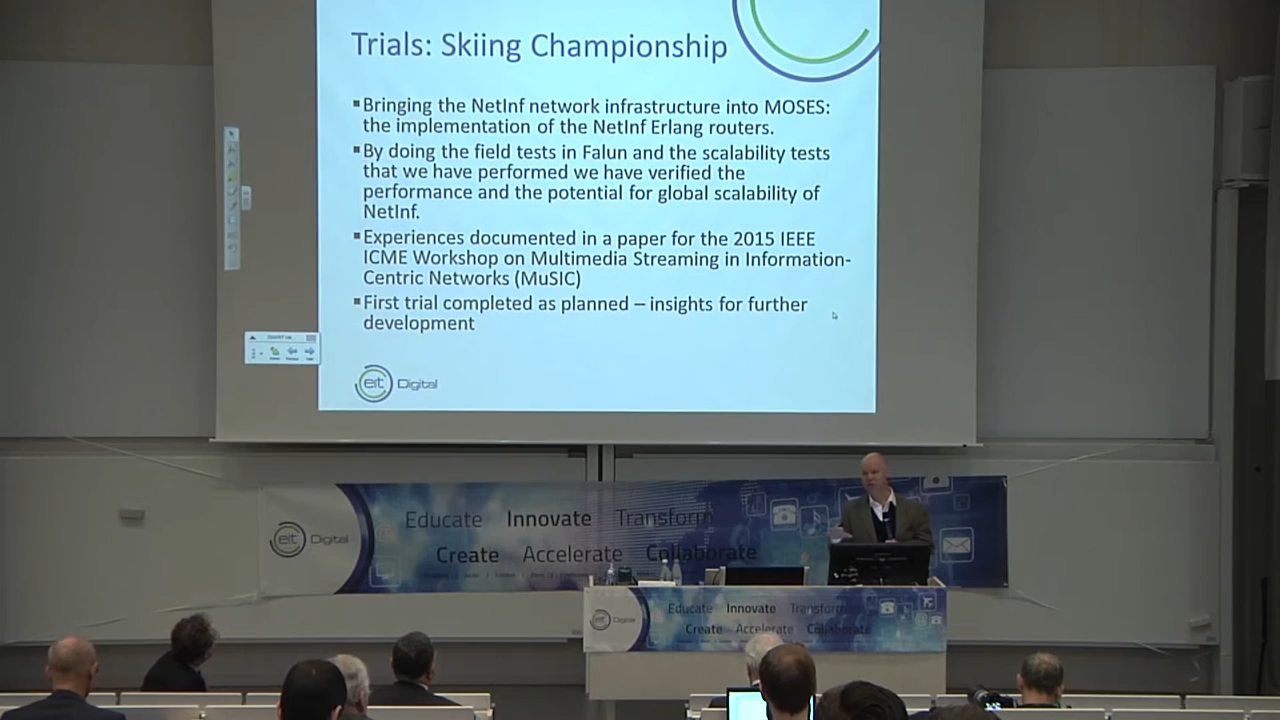 Trials: Skiing Championship
Bringing the NetInf network infrastructure into MOSES:
the implementation of the NetInf Erlang routers.
By doing the field tests in Falun and the scalability tests
that we have performed we have verified the
performance and the potential for global scalability of
NetInf.
Experiences documented in a paper for the 2015 IEEE
ICME Workshop on Multimedia Streaming in Information-
Centric Networks (MuSIC)
First trial completed as planned – insights for further
development
eit Digital
Educate Innovate Transform
Create Accelerate Collaborate
eit Digital
Educate Innovate Transform
Create Accelerate Collaborate
eit Digital